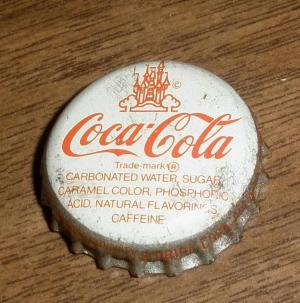 ©
Coca-Cola
Trade-mark ®
CARBONATED WATER, SUGAR,
CARAMEL COLOR, PHOSPHORIC
ACID, NATURAL FLAVORINGS,
CAFFEINE